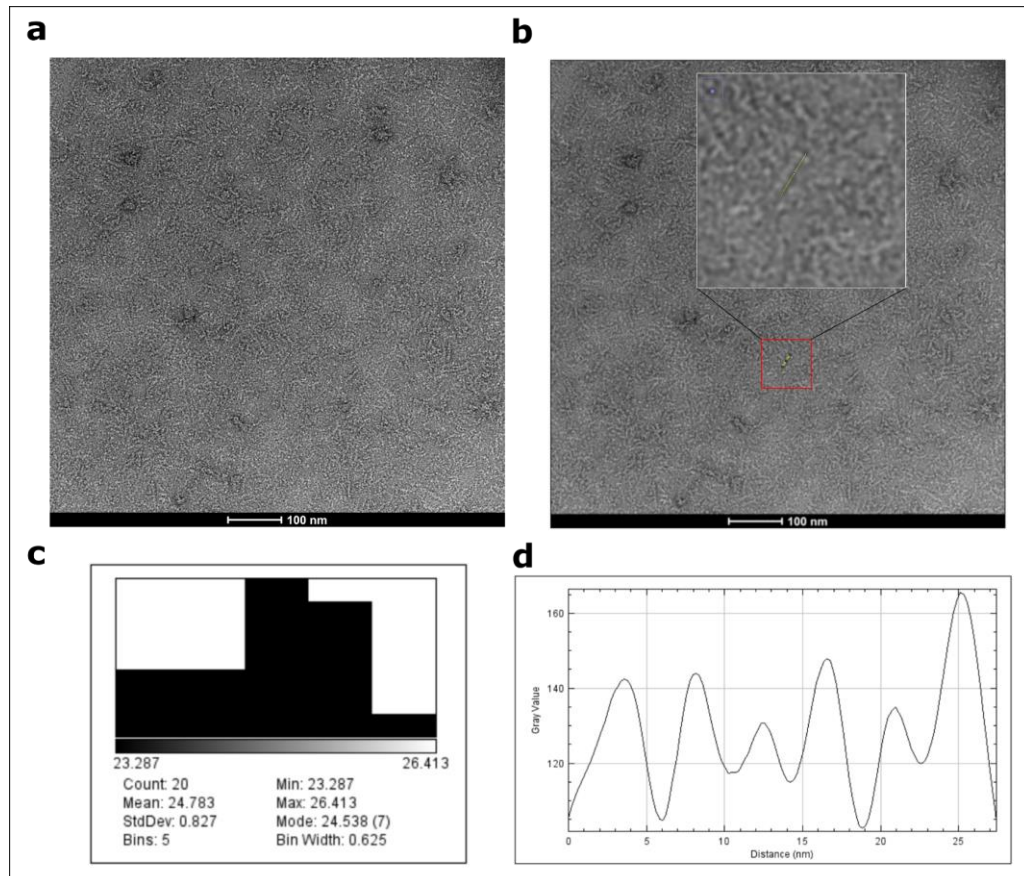 a
b
100 nm
100 nm
c
d
23.287
26.413
Count: 20
Min: 23.287
Mean: 24.783
Max: 26.413
StdDev: 0.827
Mode: 24.538 (7)
Bins: 5
Bin Width: 0.625
Gray Value
160
140
120
0
5
10
15
20
25
Distance (nm)